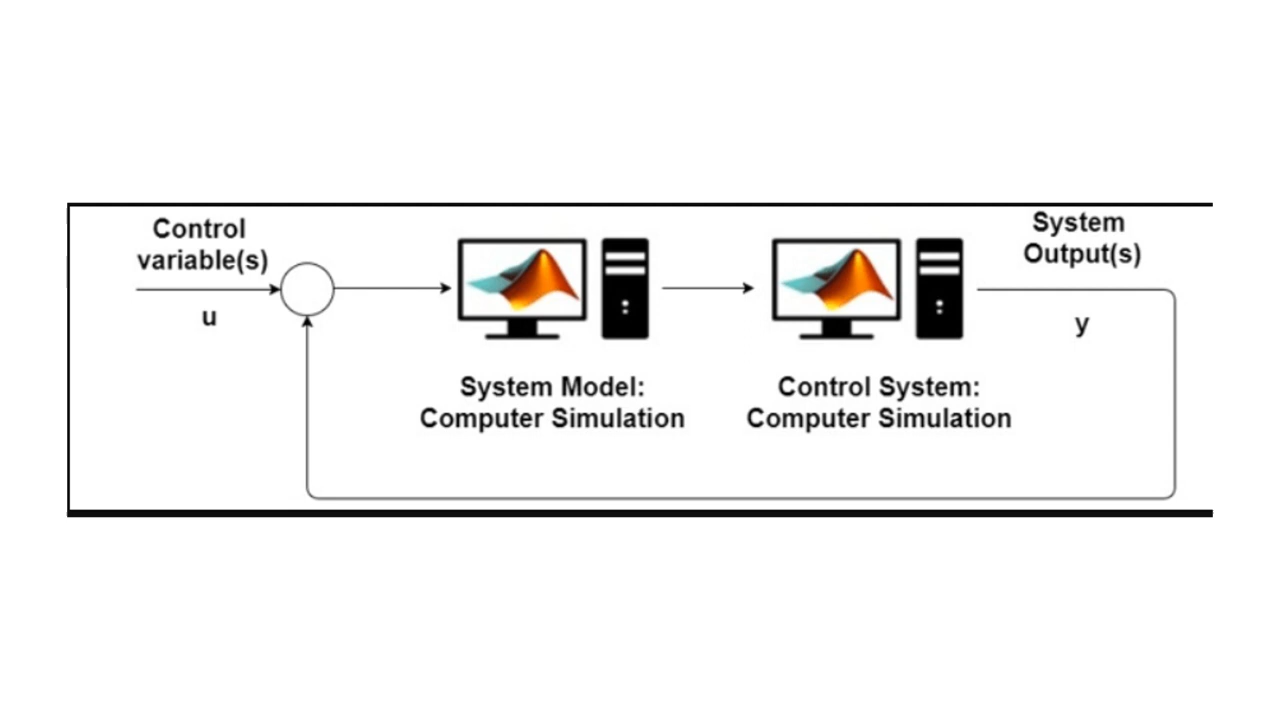 Control
variable(s)
u
System Model:
Computer Simulation
Control System:
Computer Simulation
System
Output(s)
y